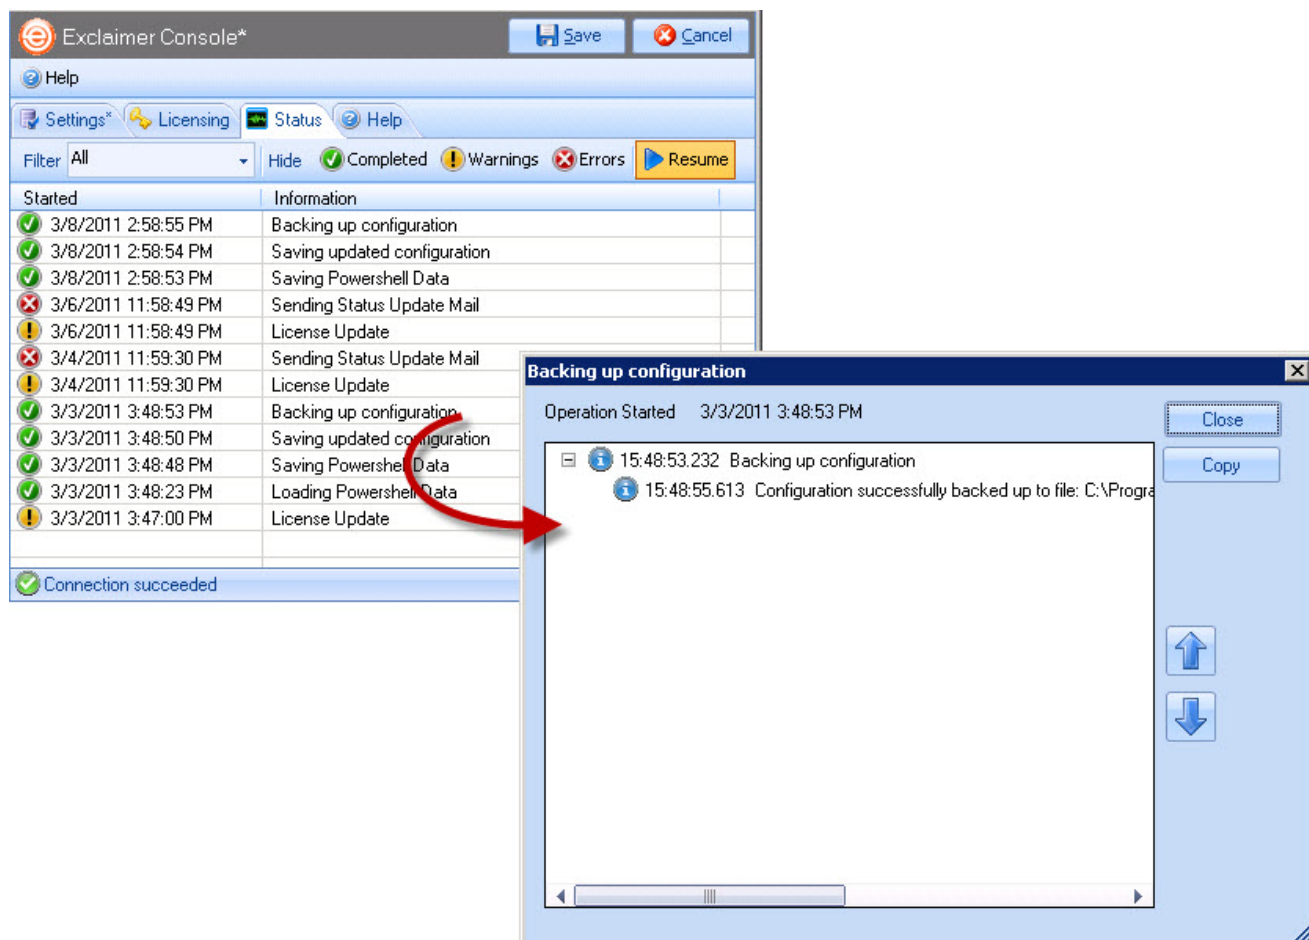 Exclaimer Console*
Save
Cancel
Help
Settings* Licensing Status Help
Filter All Hide Completed Warnings Errors Resume
Started Information
3/8/2011 2:58:55 PM Backing up configuration
3/8/2011 2:58:54 PM Saving updated configuration
3/8/2011 2:58:53 PM Saving Powershell Data
3/6/2011 11:58:49 PM Sending Status Update Mail
3/6/2011 11:58:49 PM License Update
3/4/2011 11:59:30 PM Sending Status Update Mail
3/4/2011 11:59:30 PM License Update
3/3/2011 3:48:53 PM Backing up configuration
3/3/2011 3:48:50 PM Saving updated configuration
3/3/2011 3:48:48 PM Saving Powershell Data
3/3/2011 3:48:23 PM Loading Powershell Data
3/3/2011 3:47:00 PM License Update
Connection succeeded
Backing up configuration
Operation Started 3/3/2011 3:48:53 PM
Close
Copy
15:48:53.232 Backing up configuration
15:48:55.613 Configuration successfully backed up to file: C:\Progra